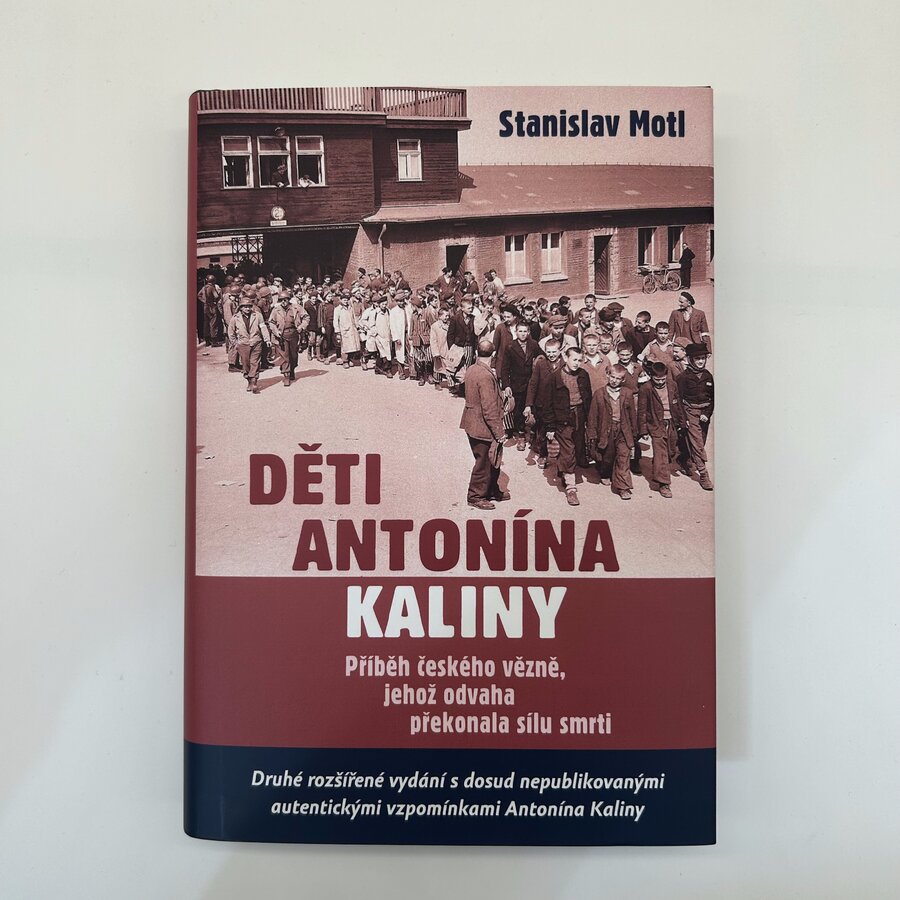 Stanislav Motl
DĚTI
ANTONÍNA
KALINY
Příběh českého vězně,
jehož odvaha
překonala sílu smrti
Druhé rozšířené vydání s dosud nepublikovanými
autentickými vzpomínkami Antonína Kaliny